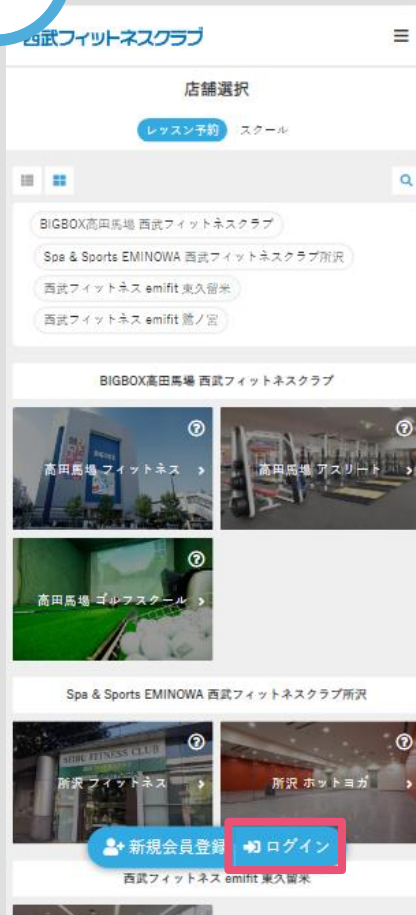 西武フィットネスクラブ
店舗選択
レッスン予約 スクール
BIGBOX高田馬場 西武フィットネスクラブ
Spa & Sports EMINOWA 西武フィットネスクラブ所沢
西武フィットネス emifit 東久留米
西武フィットネス emifit 鷺ノ宮
BIGBOX高田馬場 西武フィットネスクラブ
高田馬場 フィットネス
高田馬場 アスリート
高田馬場 ゴルフスクール
Spa & Sports EMINOWA 西武フィットネスクラブ所沢
SEIBU FITNESS CLUB
所沢 フィットネス
所沢 ホットヨガ
新規会員登録 ログイン
西武フィットネス emifit 東久留米